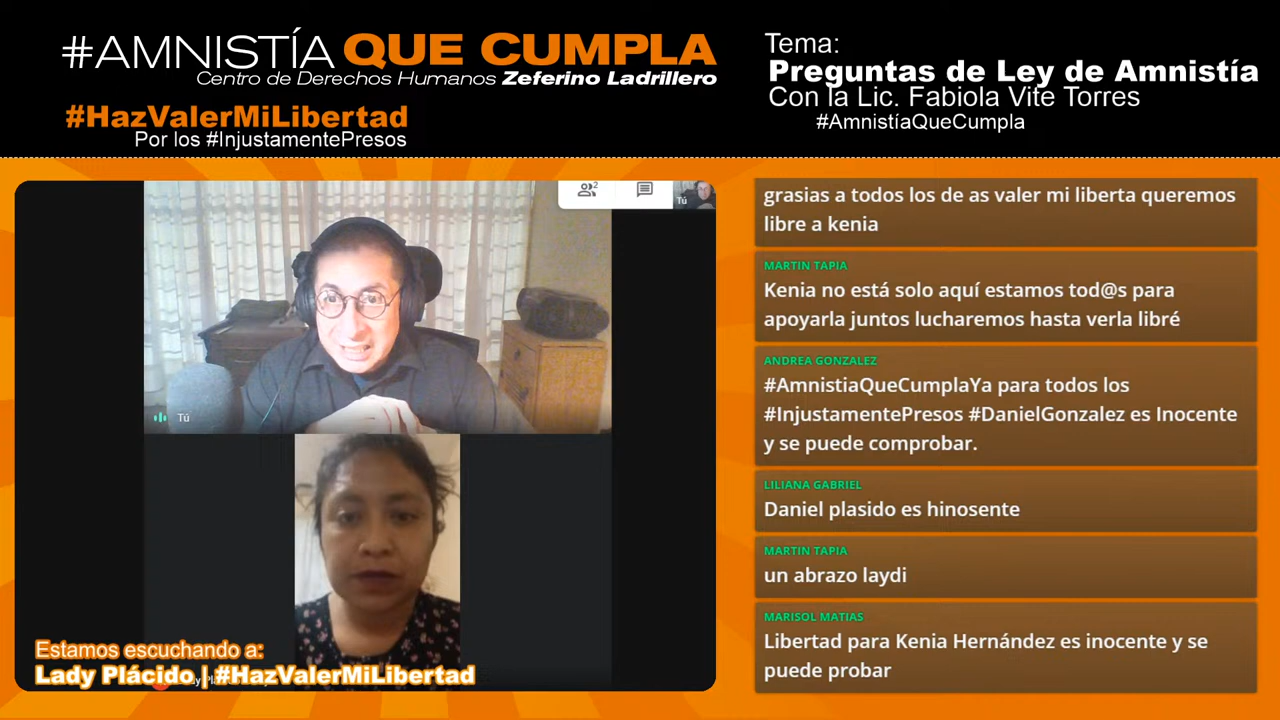 #AMNISTÍA QUE CUMPLA
Centro de Derechos Humanos Zeferino Ladrillero
#HazValerMiLibertad
Por los #InjustamentePresos
Tema:
Preguntas de Ley de Amnistía
Con la Lic. Fabiola Vite Torres
#AmnistíaQueCumpla
2
Tú
Tú
Estamos escuchando a:
Lady Plácido | #HazValerMiLibertad
grasias a todos los de as valer mi liberta queremos
libre a kenia
MARTIN TAPIA
Kenia no está solo aquí estamos tod@s para
apoyarla juntos lucharemos hasta verla libré
ANDREA GONZALEZ
#AmnistiaQueCumplaYa para todos los
#InjustamentePresos #DanielGonzalez es Inocente
y se puede comprobar.
LILIANA GABRIEL
Daniel plasido es hinosente
MARTIN TAPIA
un abrazo laydi
MARISOL MATIAS
Libertad para Kenia Hernández es inocente y se
puede probar